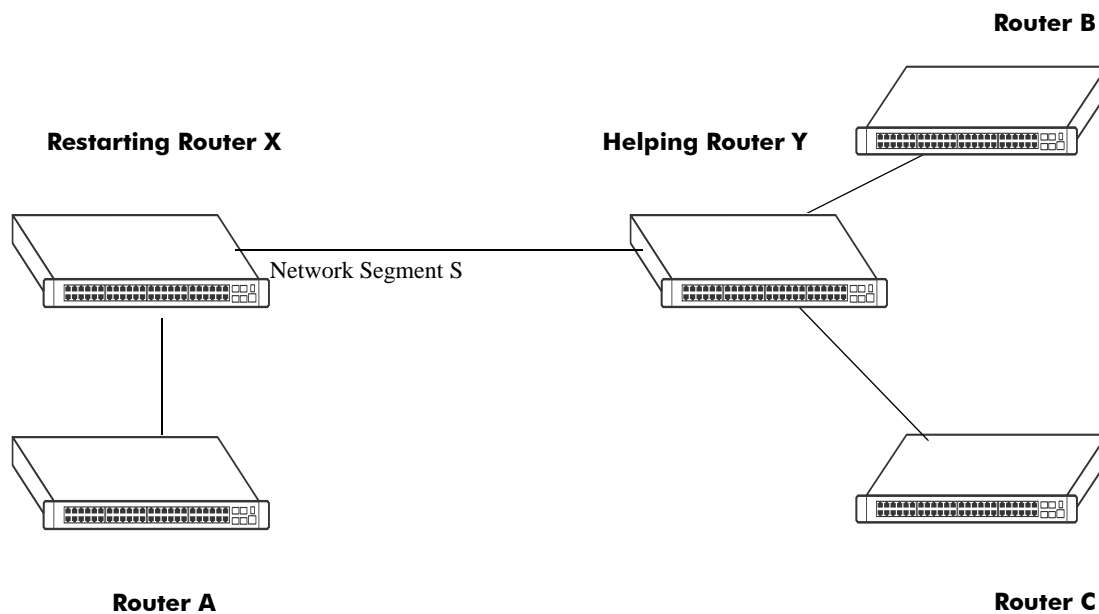 Router B
Restarting Router X
Helping Router Y
Network Segment S
Router A
Router C